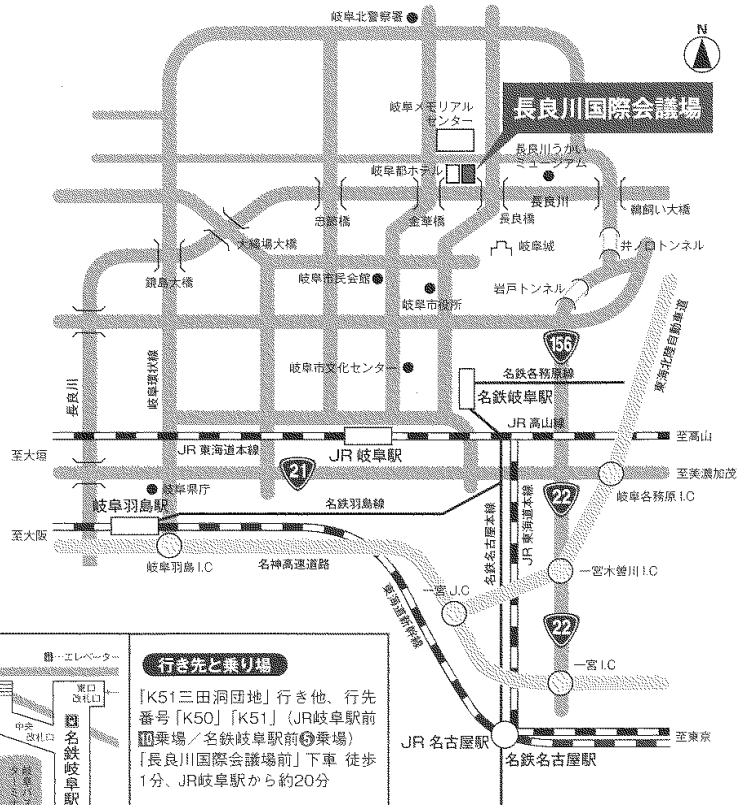 岐阜北警察署
N
岐阜メモリアル
センター
長良川国際会議場
長良川うかい
ミュージアム
岐阜都ホテル
長良川
忠節橋
金華橋
長良橋
鵜飼い大橋
大縄場大橋
岐阜城
井ノ口トンネル
鏡島大橋
岐阜市民会館
岩戸トンネル
岐阜市役所
156
東海北陸自動車道
長良川
岐阜環状線
岐阜市文化センター
名鉄各務原線
名鉄岐阜駅
JR 高山線
至大垣
JR 東海道本線
JR 岐阜駅
至高山
21
至美濃加茂
岐阜県庁
岐阜羽島駅
名鉄羽島線
22
岐阜各務原 I.C
至大阪
岐阜羽島 I.C
名神高速道路
名鉄名古屋本線
JR 東海道本線
東海道新幹線
一宮 J.C
一宮木曽川 I.C
22
一宮 I.C
JR 名古屋駅
名鉄名古屋駅
至東京
…エレベーター
東口
改札口
中央
改札口
名鉄岐阜駅
行き先と乗り場
「K51三田洞団地」行き他、行先
番号「K50」「K51」(JR岐阜駅前
⑩乗場／名鉄岐阜駅前❺乗場)
「長良川国際会議場前」下車 徒歩
1分、JR岐阜駅から約20分